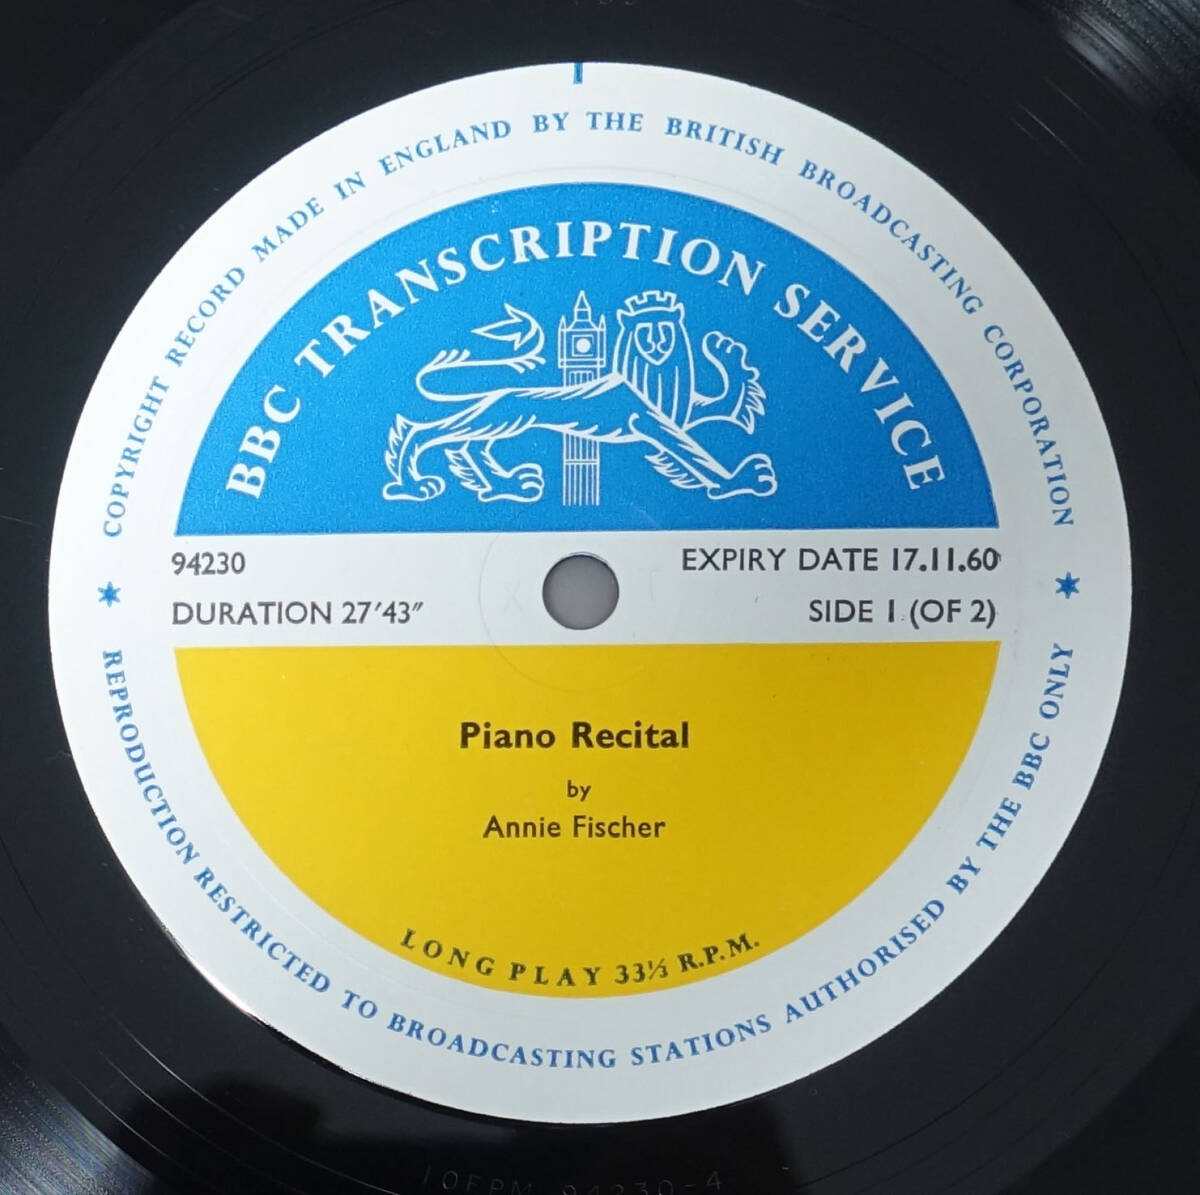 COPYRIGHT RECORD MADE IN ENGLAND BY THE BRITISH BROADCASTING CORPORATION
BBC TRANSCRIPTION SERVICE
94230
EXPIRY DATE 17.11.60
DURATION 27'43"
SIDE 1 (OF 2)
Piano Recital
by
Annie Fischer
LONG PLAY 33⅓ R.P.M.
REPRODUCTION RESTRICTED TO BROADCASTING STATIONS AUTHORISED BY THE BBC ONLY
94230-4